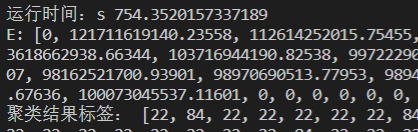 运行时间：s 754.3520157337189
E: [0, 121711619140.23558, 112614252015.75455,
3618662938.66344, 103716944190.82538, 99722290
07, 98162521700.93901, 98970690513.77953, 9894
.67636, 100073045537.11601, 0, 0, 0, 0, 0, 0,
聚类结果标签： [22, 84, 22, 22, 22, 22, 22, 84